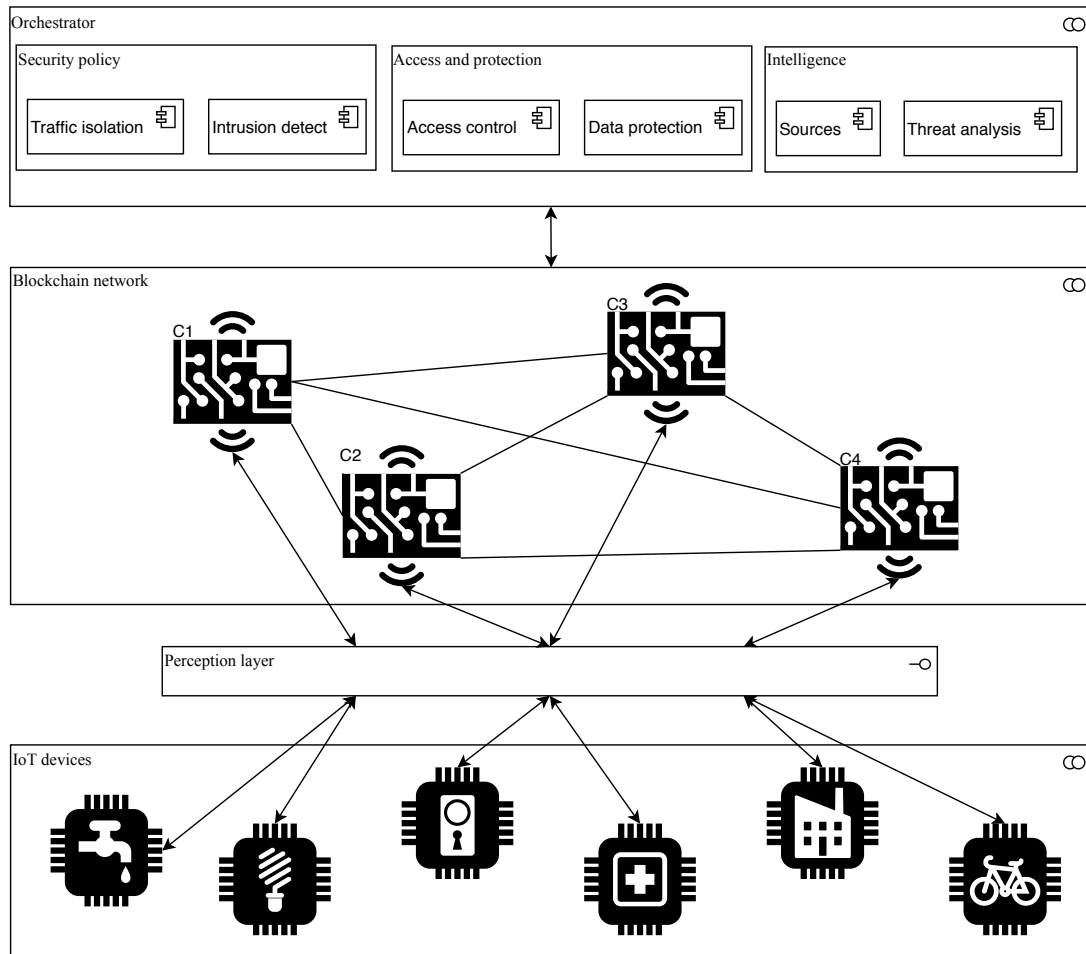 Orchestrator
Security policy
Access and protection
Intelligence
Traffic isolation
Intrusion detect
Access control
Data protection
Sources
Threat analysis
Blockchain network
C1
C3
C2
C4
Perception layer
IoT devices